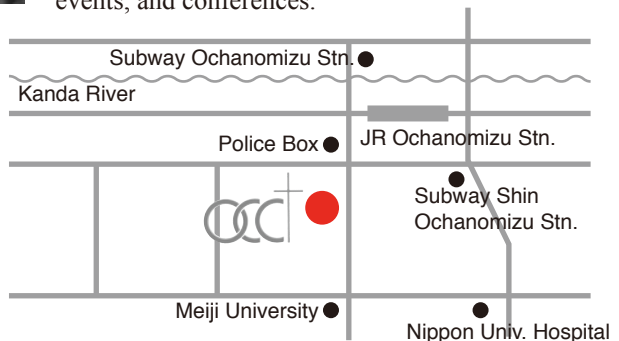 events, and conferences.
Subway Ochanomizu Stn.
Kanda River
Police Box
JR Ochanomizu Stn.
OCC
Subway Shin
Ochanomizu Stn.
Meiji University
Nippon Univ. Hospital